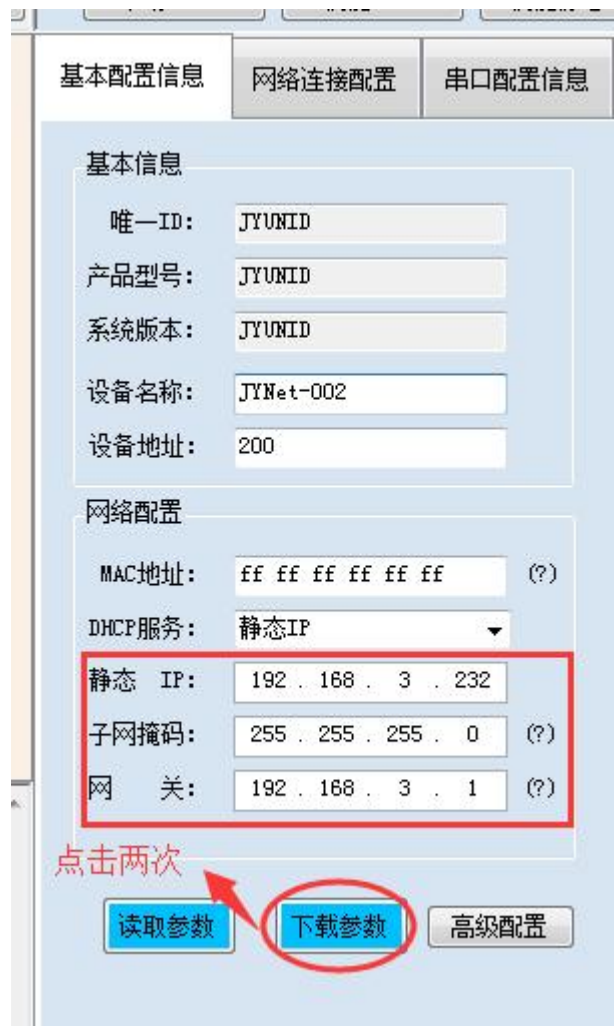 基本配置信息 网络连接配置 串口配置信息
基本信息
唯一ID: JYUNID
产品型号: JYUNID
系统版本: JYUNID
设备名称: JYNet-002
设备地址: 200
网络配置
MAC地址: ff ff ff ff ff ff (?)
DHCP服务: 静态IP
静态 IP: 192 . 168 . 3 . 232
子网掩码: 255 . 255 . 255 . 0 (?)
网 关: 192 . 168 . 3 . 1 (?)
点击两次
读取参数 下载参数 高级配置